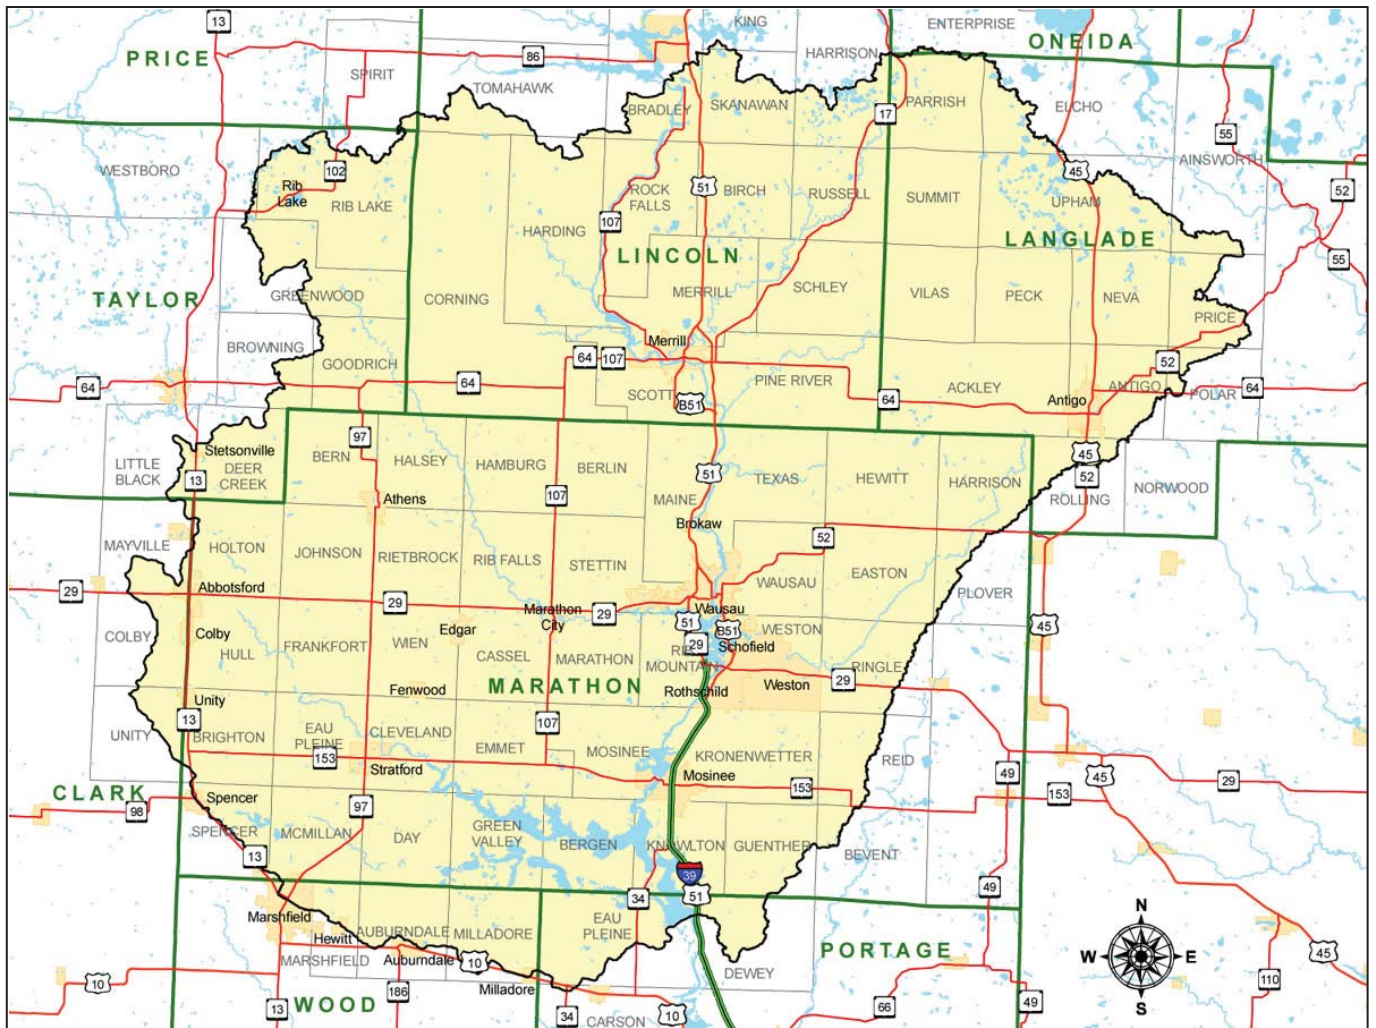 KING
ENTERPRISE
13
ONEIDA
PRICE
86
HARRISON
SPIRIT
TOMAHAWK
BRADLEY
SKANAWAN
PARRISH
ELCHO
17
55
WESTBORO
102
AINSWORTH
45
Rib
Lake
RIB LAKE
ROCK
FALLS
51
BIRCH
RUSSELL
SUMMIT
UPHAM
52
HARDING
107
LINCOLN
LANGLADE
55
TAYLOR
GREENWOOD
CORNING
MERRILL
SCHLEY
VILAS
PECK
NEVA
PRICE
BROWNING
GOODRICH
Merrill
64
107
52
64
64
SCOTT
PINE RIVER
ACKLEY
ANTIGO
64
B51
64
Antigo
POLAR
97
Stetsonville
LITTLE
BLACK
DEER
CREEK
13
BERN
HALSEY
HAMBURG
BERLIN
51
TEXAS
HEWITT
HARRISON
45
52
ROLLING
NORWOOD
Athens
107
MAINE
Brokaw
52
MAYVILLE
HOLTON
JOHNSON
RIETBROCK
RIB FALLS
STETTIN
WAUSAU
EASTON
PLOVER
29
Abbotsford
29
Marathon
City
29
Wausau
51
B51
45
COLBY
Colby
HULL
FRANKFORT
WIEN
Edgar
CASSEL
MARATHON
RIB
MOUNTAIN
29
WESTON
Schofield
RINGLE
MARATHON
Fenwood
Rothschild
Weston
29
Unity
13
UNITY
BRIGHTON
EAU
PLEINE
CLEVELAND
107
EMMET
MOSINEE
KRONENWETTER
REID
153
Stratford
Mosinee
153
49
45
29
153
CLARK
98
Spencer
SPENCER
MCMILLAN
97
DAY
GREEN
VALLEY
BERGEN
KNOWLTON
GUENTHER
BEVENT
13
39
51
34
49
Marshfield
Hewitt
AUBURNDALE
MILLADORE
EAU
PLEINE
N
W
E
S
MARSHFIELD
Auburndale
10
PORTAGE
45
10
Milladore
DEWEY
110
WOOD
186
13
34
CARSON
10
66
49